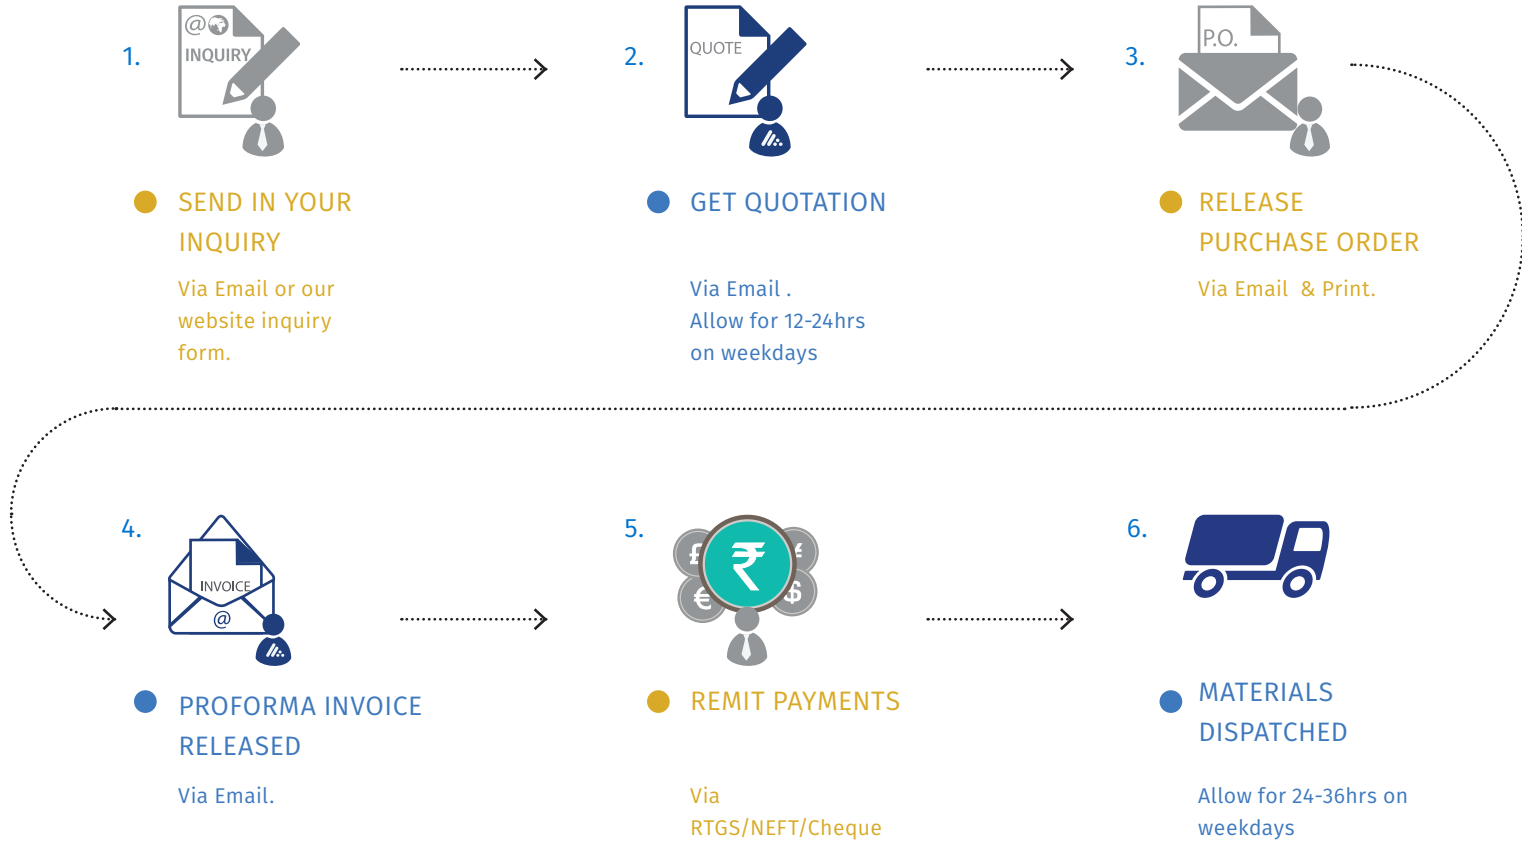 1.
@
INQUIRY
SEND IN YOUR
INQUIRY
Via Email or our
website inquiry
form.
2.
QUOTE
GET QUOTATION
Via Email .
Allow for 12-24hrs
on weekdays
3.
P.O.
RELEASE
PURCHASE ORDER
Via Email & Print.
4.
INVOICE
@
PROFORMA INVOICE
RELEASED
Via Email.
5.
£
¥
₹
€
$
REMIT PAYMENTS
Via
RTGS/NEFT/Cheque
6.
MATERIALS
DISPATCHED
Allow for 24-36hrs on
weekdays